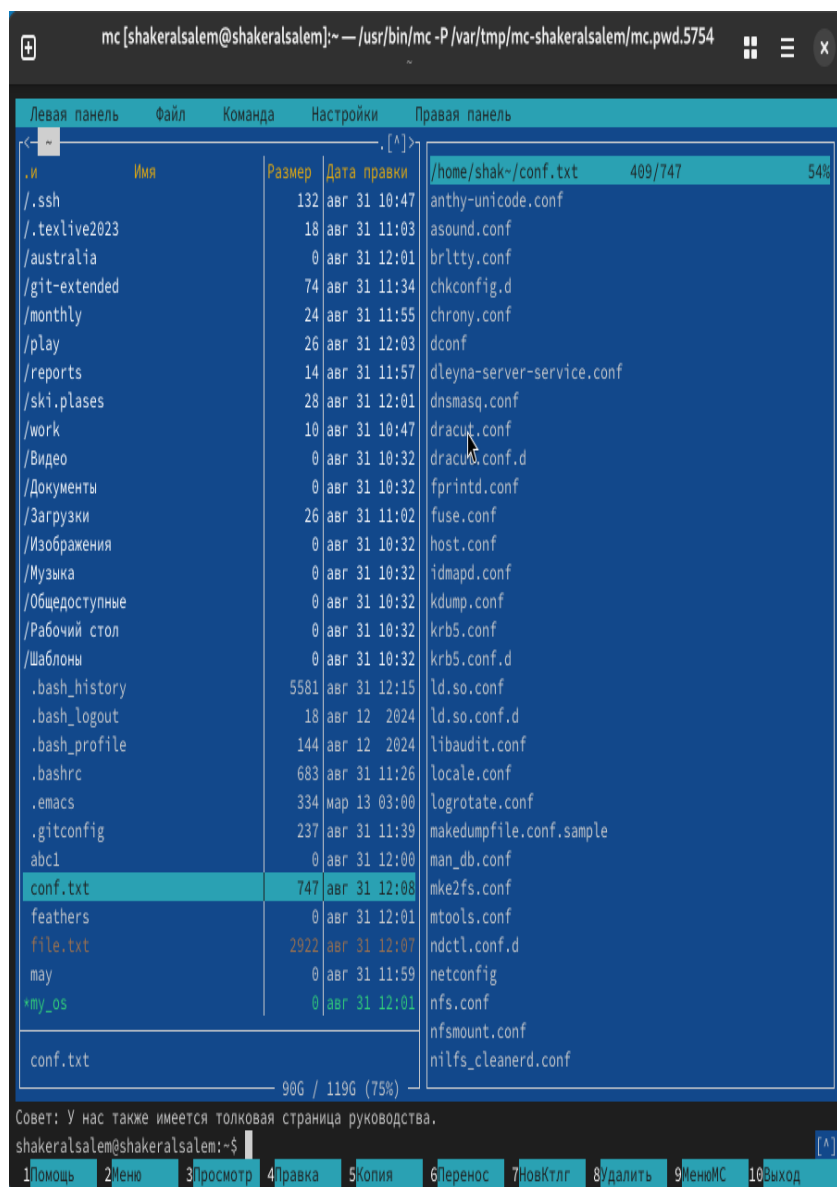 mc [shakeralsalem@shakeralsalem]:~ — /usr/bin/mc -P /var/tmp/mc-shakeralsalem/mc.pwd.5754
~
Левая панель Файл Команда Настройки Правая панель
<─ ~ .[^]>
.и Имя Размер Дата правки
/.ssh 132 авг 31 10:47
/.texlive2023 18 авг 31 11:03
/australia 0 авг 31 12:01
/git-extended 74 авг 31 11:34
/monthly 24 авг 31 11:55
/play 26 авг 31 12:03
/reports 14 авг 31 11:57
/ski.plases 28 авг 31 12:01
/work 10 авг 31 10:47
/Видео 0 авг 31 10:32
/Документы 0 авг 31 10:32
/Загрузки 26 авг 31 11:02
/Изображения 0 авг 31 10:32
/Музыка 0 авг 31 10:32
/Общедоступные 0 авг 31 10:32
/Рабочий стол 0 авг 31 10:32
/Шаблоны 0 авг 31 10:32
.bash_history 5581 авг 31 12:15
.bash_logout 18 авг 12 2024
.bash_profile 144 авг 12 2024
.bashrc 683 авг 31 11:26
.emacs 334 мар 13 03:00
.gitconfig 237 авг 31 11:39
abc1 0 авг 31 12:00
conf.txt 747 авг 31 12:08
feathers 0 авг 31 12:01
file.txt 2922 авг 31 12:07
may 0 авг 31 11:59
*my_os 0 авг 31 12:01
conf.txt
90G / 119G (75%)
/home/shak~/conf.txt 409/747 54%
anthy-unicode.conf
asound.conf
brltty.conf
chkconfig.d
chrony.conf
dconf
dleyna-server-service.conf
dnsmasq.conf
dracut.conf
dracut.conf.d
fprintd.conf
fuse.conf
host.conf
idmapd.conf
kdump.conf
krb5.conf
krb5.conf.d
ld.so.conf
ld.so.conf.d
libaudit.conf
locale.conf
logrotate.conf
makedumpfile.conf.sample
man_db.conf
mke2fs.conf
mtools.conf
ndctl.conf.d
netconfig
nfs.conf
nfsmount.conf
nilfs_cleanerd.conf
Совет: У нас также имеется толковая страница руководства.
shakeralsalem@shakeralsalem:~$ [^]
1Помощь 2Меню 3Просмотр 4Правка 5Копия 6Перенос 7НовКтлг 8Удалить 9МенюМС 10Выход